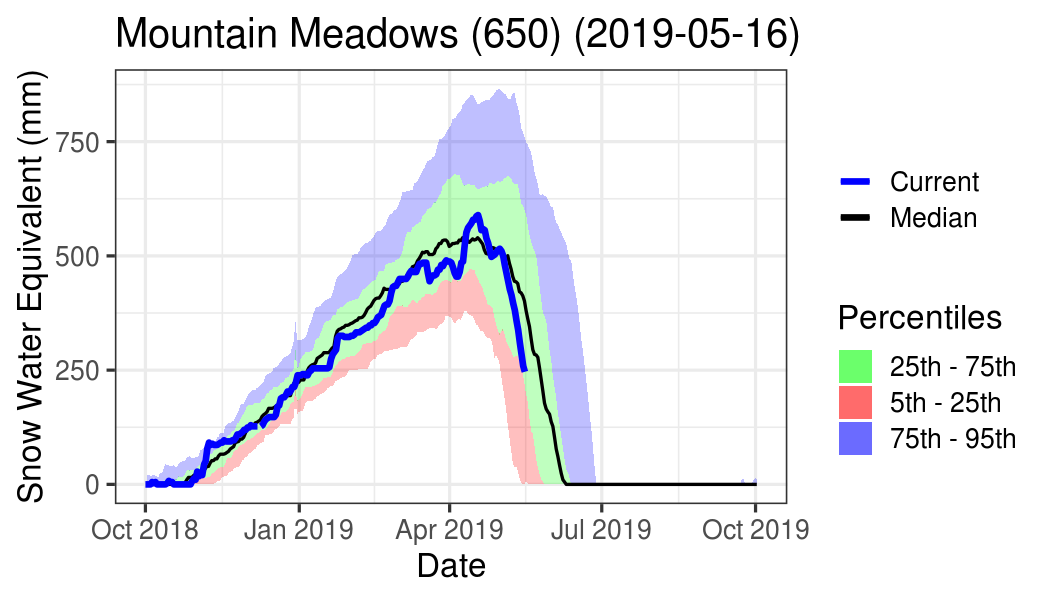 Mountain Meadows (650) (2019-05-16)
Snow Water Equivalent (mm)
750
500
250
0
Oct 2018
Jan 2019
Apr 2019
Jul 2019
Oct 2019
Date
Current
Median
Percentiles
25th - 75th
5th - 25th
75th - 95th